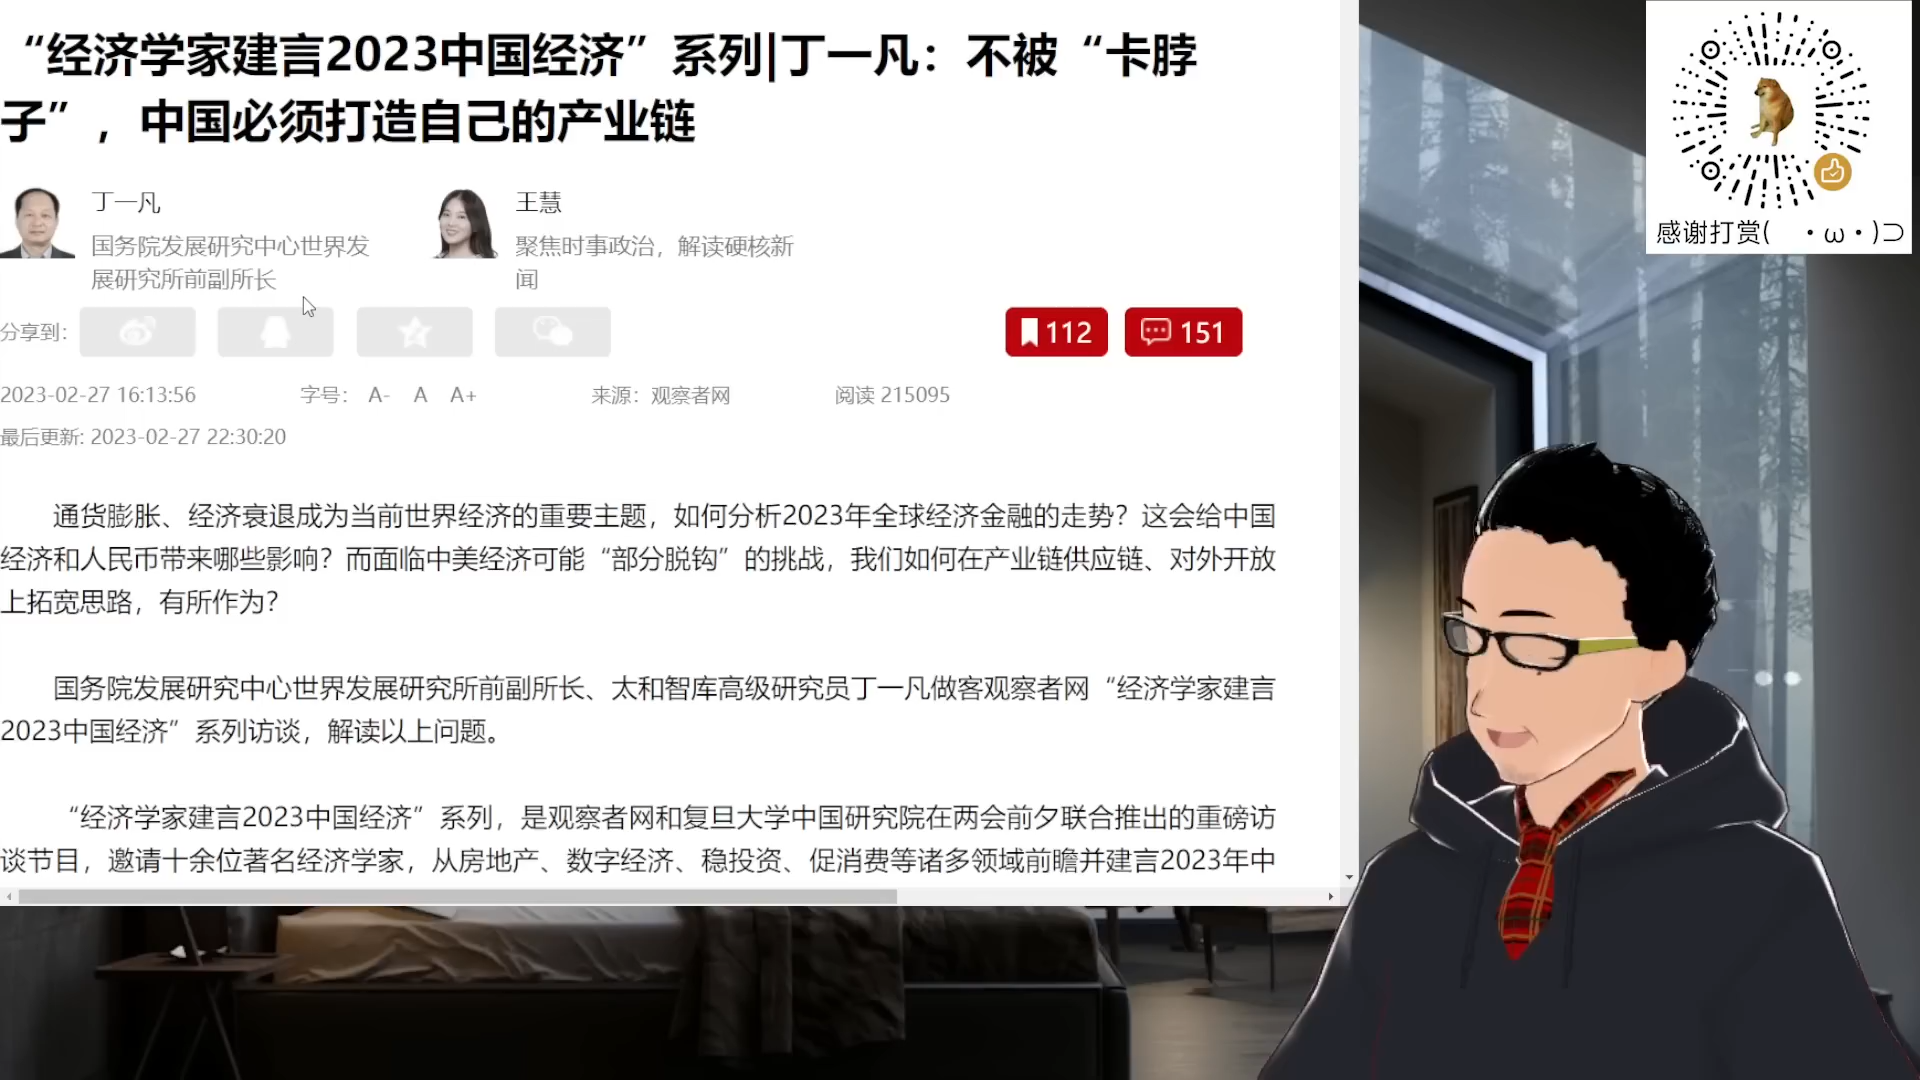 “经济学家建言2023中国经济”系列|丁一凡：不被“卡脖
子”，中国必须打造自己的产业链
丁一凡
国务院发展研究中心世界发
展研究所前副所长
王慧
聚焦时事政治，解读硬核新
闻
分享到：
112
151
2023-02-27 16:13:56
字号： A- A A+
来源：观察者网
阅读 215095
最后更新: 2023-02-27 22:30:20
通货膨胀、经济衰退成为当前世界经济的重要主题，如何分析2023年全球经济金融的走势？这会给中国
经济和人民币带来哪些影响？而面临中美经济可能“部分脱钩”的挑战，我们如何在产业链供应链、对外开放
上拓宽思路，有所作为？
国务院发展研究中心世界发展研究所前副所长、太和智库高级研究员丁一凡做客观察者网“经济学家建言
2023中国经济”系列访谈，解读以上问题。
“经济学家建言2023中国经济”系列，是观察者网和复旦大学中国研究院在两会前夕联合推出的重磅访
谈节目，邀请十余位著名经济学家，从房地产、数字经济、稳投资、促消费等诸多领域前瞻并建言2023年中
感谢打赏( ・ω・)⊃